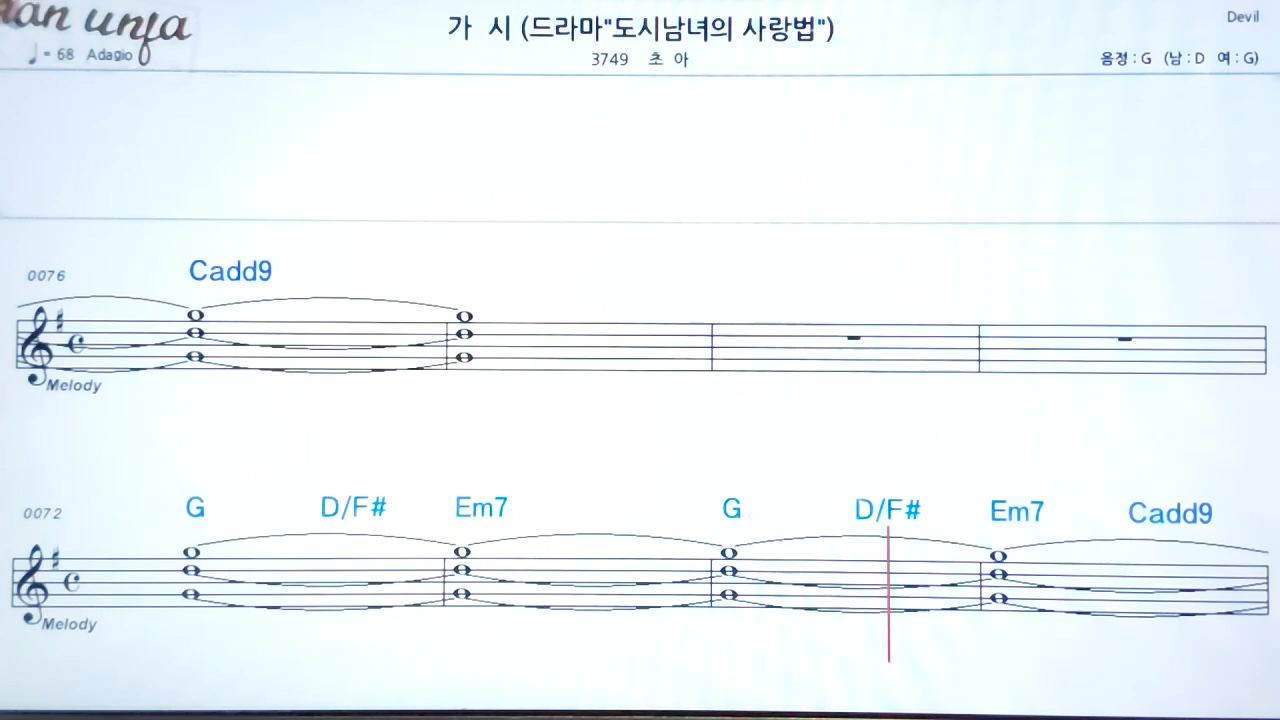 an unja
가 시 (드라마"도시남녀의 사랑법")
Devil
♩= 68 Adagio
3749 초 아
음정 : G (남 : D 여 : G)
0076 Cadd9
Melody
0072 G D/F# Em7 G D/F# Em7 Cadd9
Melody